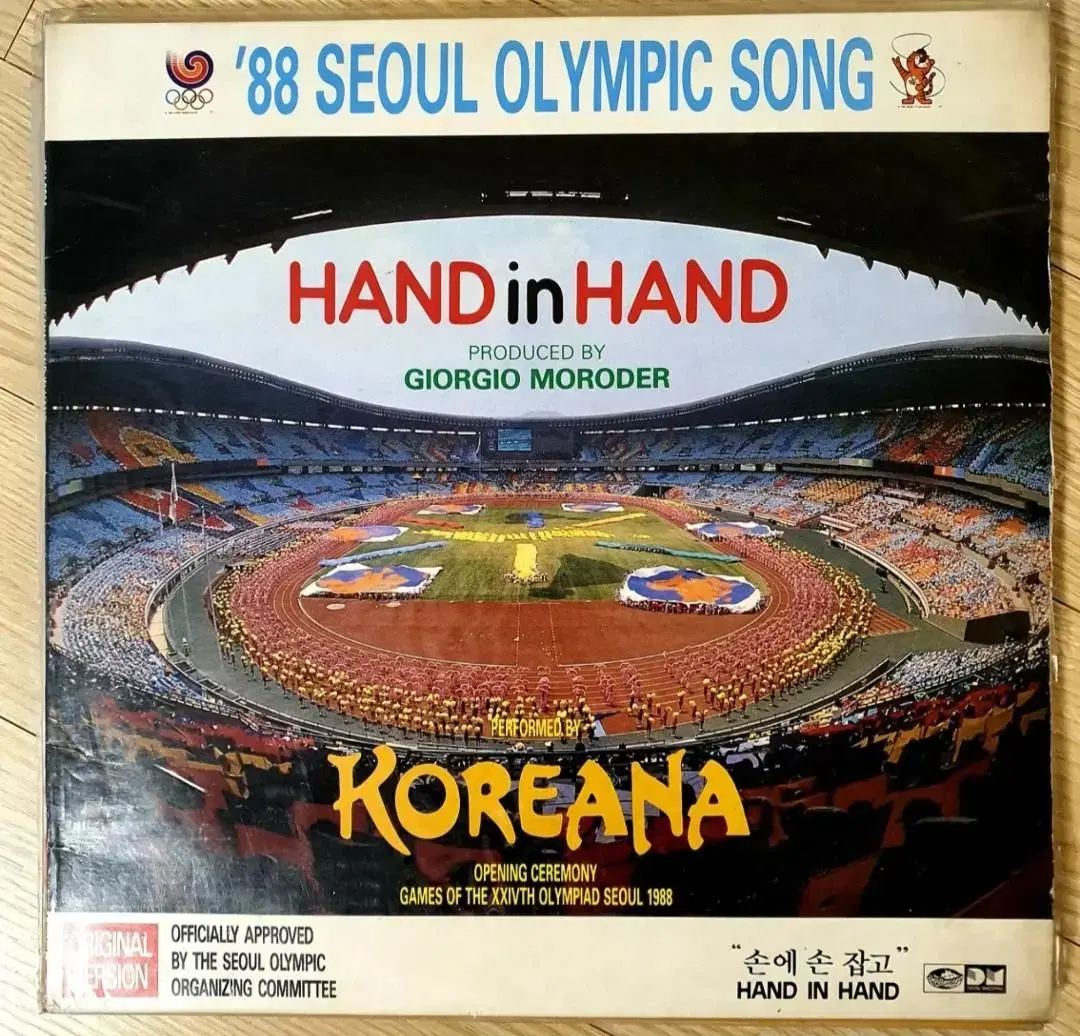 '88 SEOUL OLYMPIC SONG
HAND in HAND
PRODUCED BY
GIORGIO MORODER
PERFORMED BY
KOREANA
OPENING CEREMONY
GAMES OF THE XXIVTH OLYMPIAD SEOUL 1988
ORIGINAL
VERSION
OFFICIALLY APPROVED
BY THE SEOUL OLYMPIC
ORGANIZING COMMITTEE
“손에 손 잡고”
HAND IN HAND